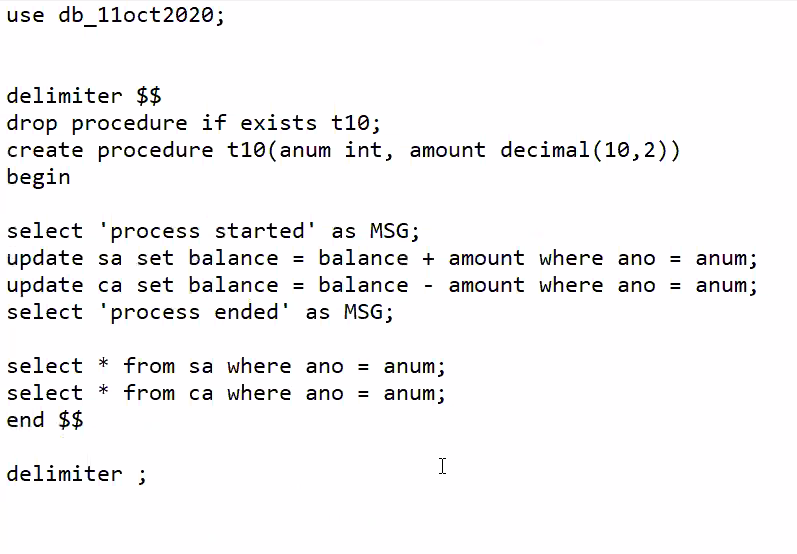 use db_11oct2020;
delimiter $$
drop procedure if exists t10;
create procedure t10(anum int, amount decimal(10,2))
begin
select 'process started' as MSG;
update sa set balance = balance + amount where ano = anum;
update ca set balance = balance - amount where ano = anum;
select 'process ended' as MSG;
select * from sa where ano = anum;
select * from ca where ano = anum;
end $$
delimiter ;